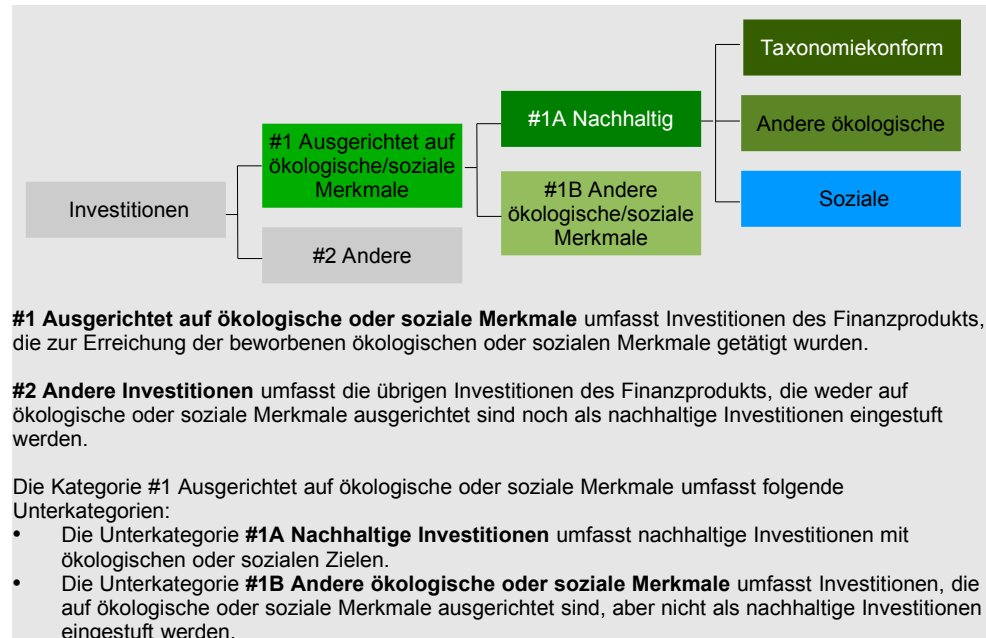 Taxonomiekonform
#1A Nachhaltig
Andere ökologische
#1 Ausgerichtet auf
ökologische/soziale
Merkmale
#1B Andere
ökologische/soziale
Merkmale
Soziale
Investitionen
#2 Andere
#1 Ausgerichtet auf ökologische oder soziale Merkmale umfasst Investitionen des Finanzprodukts,
die zur Erreichung der beworbenen ökologischen oder sozialen Merkmale getätigt wurden.
#2 Andere Investitionen umfasst die übrigen Investitionen des Finanzprodukts, die weder auf
ökologische oder soziale Merkmale ausgerichtet sind noch als nachhaltige Investitionen eingestuft
werden.
Die Kategorie #1 Ausgerichtet auf ökologische oder soziale Merkmale umfasst folgende
Unterkategorien:
• Die Unterkategorie #1A Nachhaltige Investitionen umfasst nachhaltige Investitionen mit
ökologischen oder sozialen Zielen.
• Die Unterkategorie #1B Andere ökologische oder soziale Merkmale umfasst Investitionen, die
auf ökologische oder soziale Merkmale ausgerichtet sind, aber nicht als nachhaltige Investitionen
eingestuft werden.